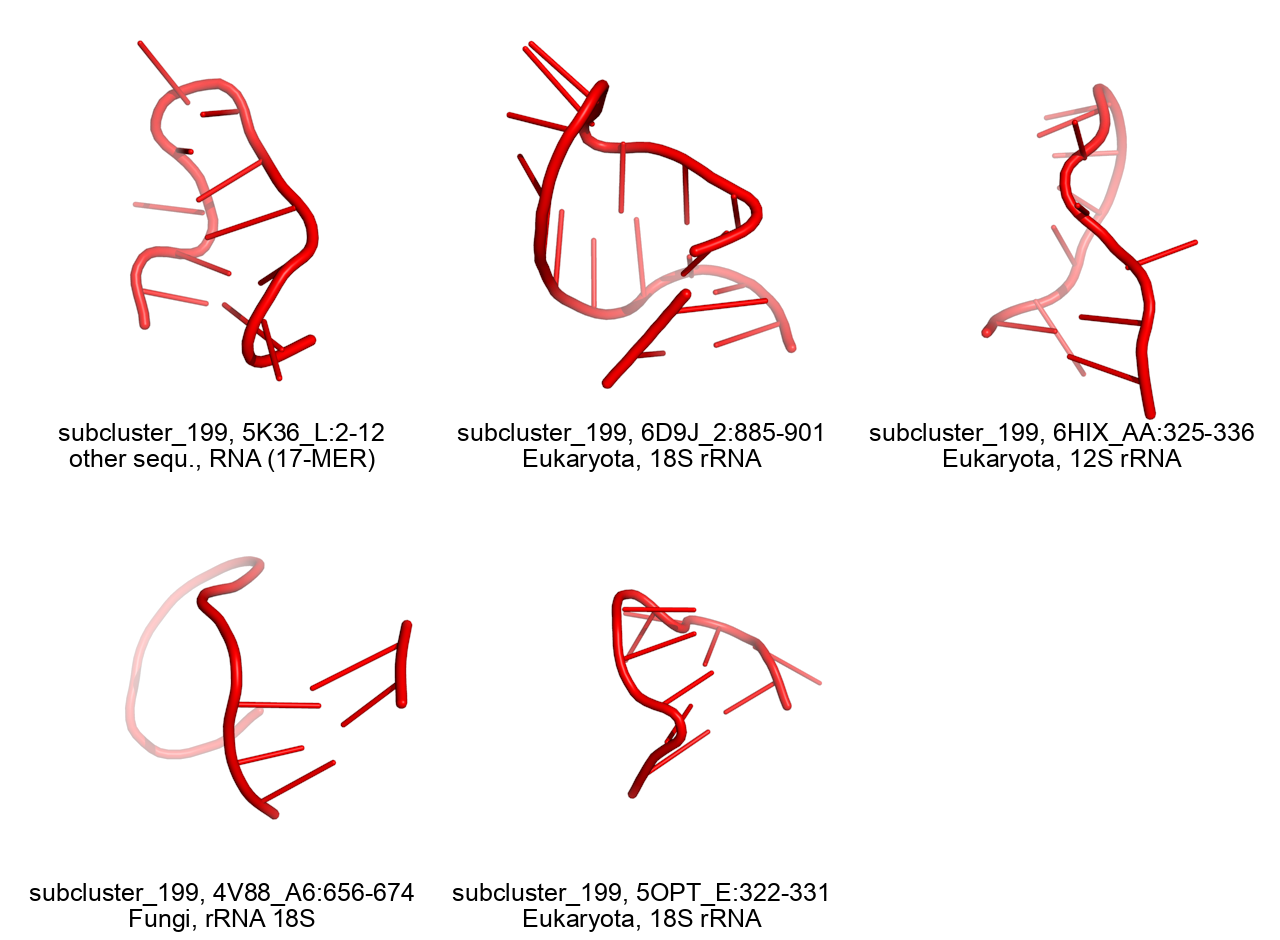 subcluster_199, 5K36_L:2-12
other sequ., RNA (17-MER)
subcluster_199, 6D9J_2:885-901
Eukaryota, 18S rRNA
subcluster_199, 6HIX_AA:325-336
Eukaryota, 12S rRNA
subcluster_199, 4V88_A6:656-674
Fungi, rRNA 18S
subcluster_199, 5OPT_E:322-331
Eukaryota, 18S rRNA